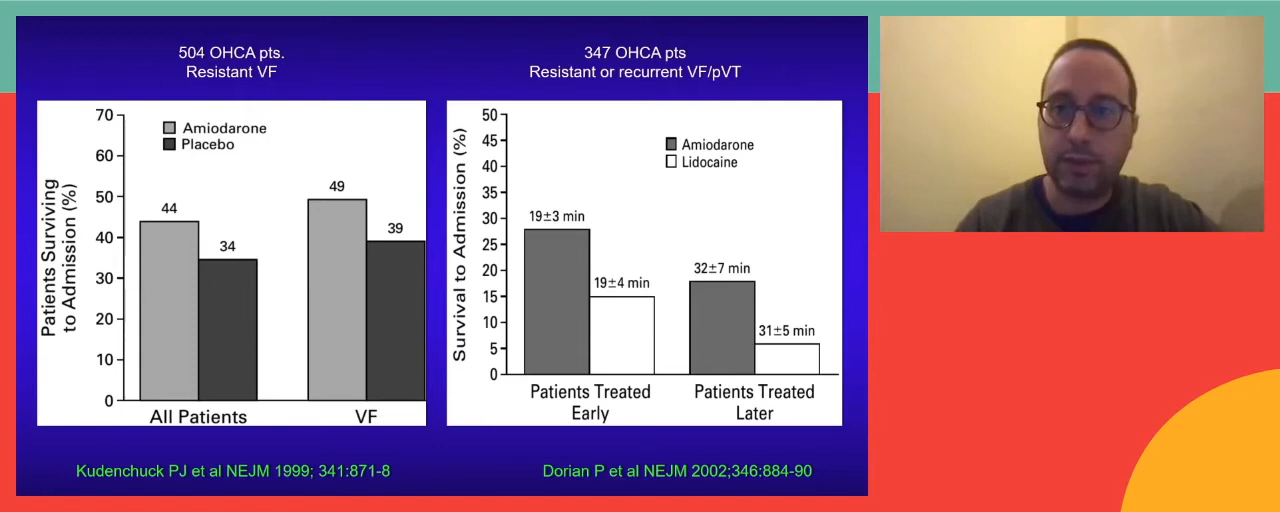 504 OHCA pts.
Resistant VF
70
60
50
40
30
20
10
0
Patients Surviving
to Admission (%)
Amiodarone
Placebo
44
34
49
39
All Patients
VF
Kudenchuck PJ et al NEJM 1999; 341:871-8
347 OHCA pts
Resistant or recurrent VF/pVT
50
45
40
35
30
25
20
15
10
5
0
Survival to Admission (%)
Amiodarone
Lidocaine
19±3 min
19±4 min
32±7 min
31±5 min
Patients Treated
Early
Patients Treated
Later
Dorian P et al NEJM 2002;346:884-90